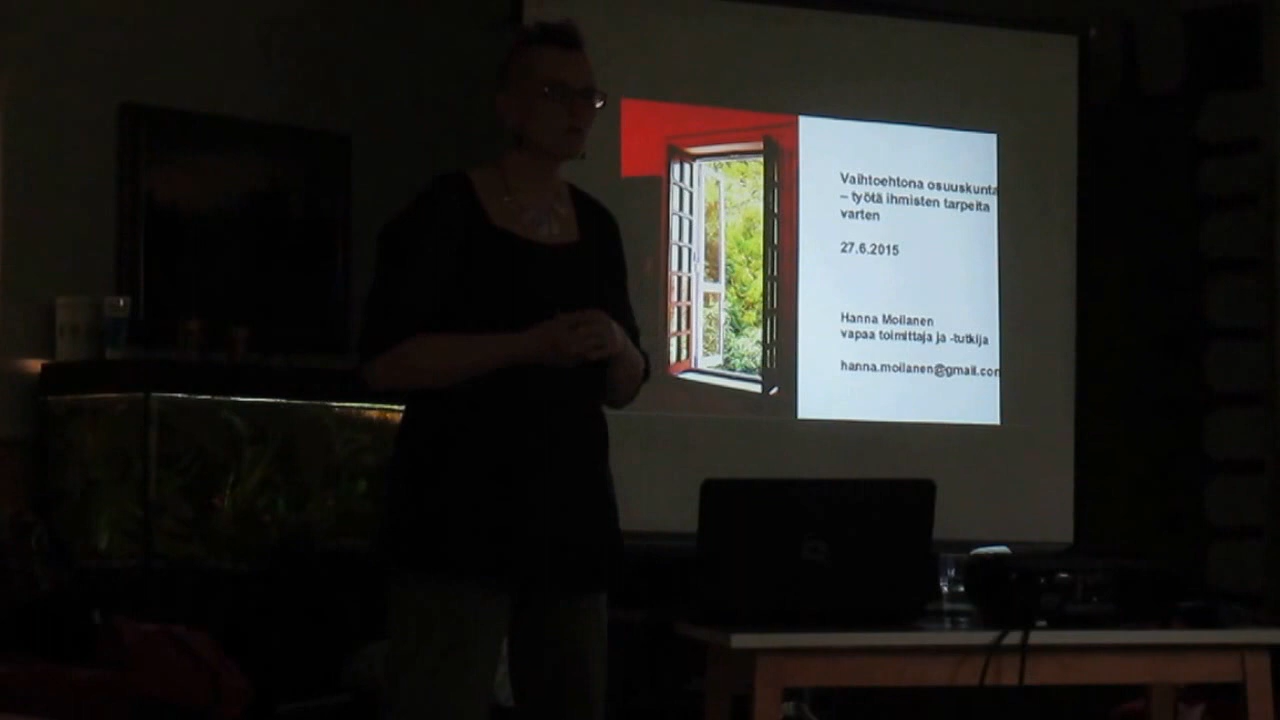 Vaihtoehtona osuuskunta
– työtä ihmisten tarpeita
varten
27.6.2015
Hanna Moilanen
vapaa toimittaja ja -tutkija
hanna.moilanen@gmail.com